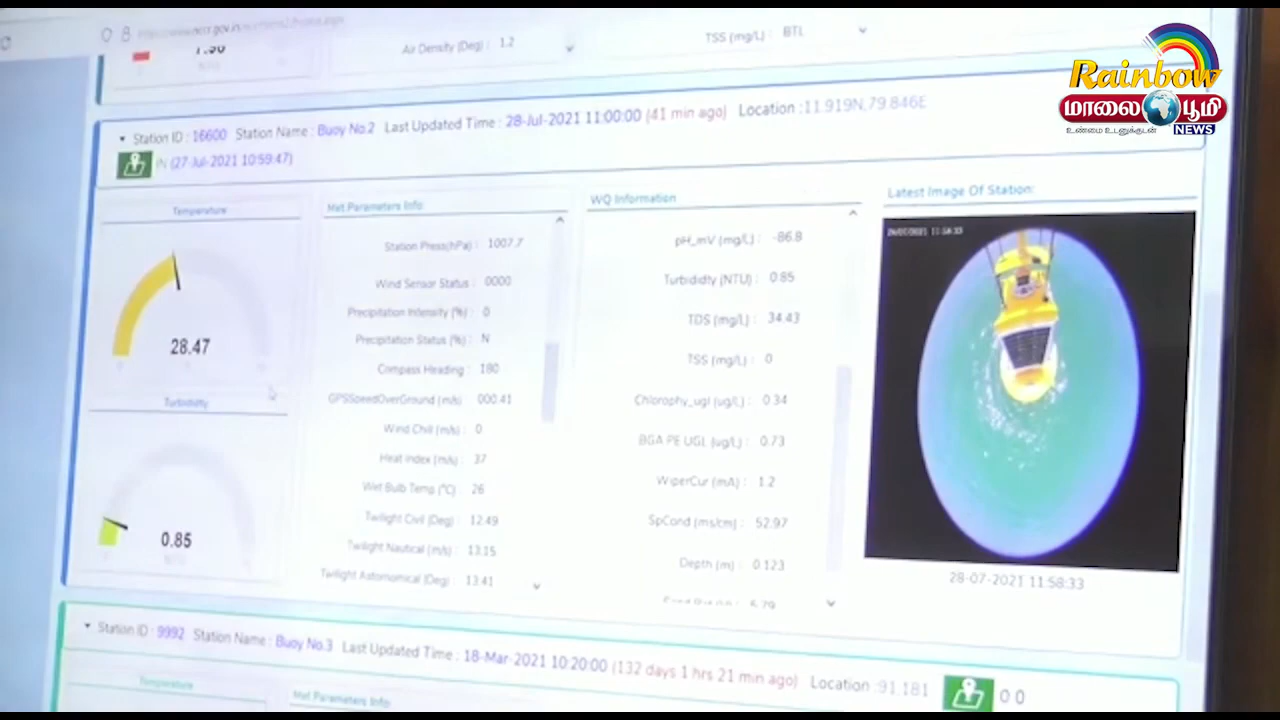 1.90
NTU
Air Density (Deg) : 1.2
TSS (mg/L) : BTL
Rainbow
மாலை பூமி
உண்மை உடனுக்குடன்
NEWS
Station ID : 16600 Station Name : Buoy No.2 Last Updated Time : 28-Jul-2021 11:00:00 (41 min ago) Location :11.919N,79.846E
IN (27-Jul-2021 10:59:47)
Temperature
28.47
Turbidity
0.85
NTU
Met Parameters Info
Station Press(hPa) : 1007.7
Wind Sensor Status : 0000
Precipitation Intensity (%) : 0
Precipitation Status (%) : N
Compass Heading : 180
GPSSpeedOverGround (m/s) : 000.41
Wind Chill (m/s) : 0
Heat Index (m/s) : 37
Wet Bulb Temp (°C) : 26
Twilight Civil (Deg) : 12.49
Twilight Nautical (m/s) : 13.15
Twilight Astornomical (Deg) : 13.41
WQ Information
pH_mV (mg/L) : -86.8
Turbididty (NTU) : 0.85
TDS (mg/L) : 34.43
TSS (mg/L) : 0
Chlorophy_ugl (ug/L) : 0.34
BGA PE UGL (ug/L) : 0.73
WiperCur (mA) : 1.2
SpCond (ms/cm) : 52.97
Depth (m) : 0.123
Latest Image Of Station:
28-07-2021 11:58:33
Station ID : 9992 Station Name : Buoy No.3 Last Updated Time : 18-Mar-2021 10:20:00 (132 days 1 hrs 21 min ago) Location :91,181 0 0
Temperature
Met Parameters Info